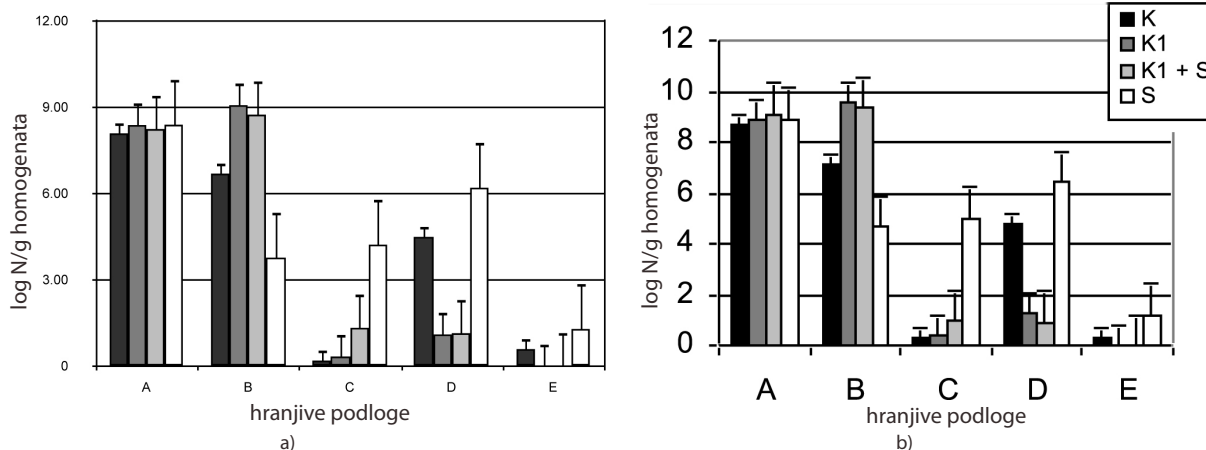 12.00
9.00
6.00
3.00
0
log N/g homogenata
A B C D E
hranjive podloge
a)
K
K1
K1 + S
S
12
10
8
6
4
2
0
log N/g homogenata
A B C D E
hranjive podloge
b)